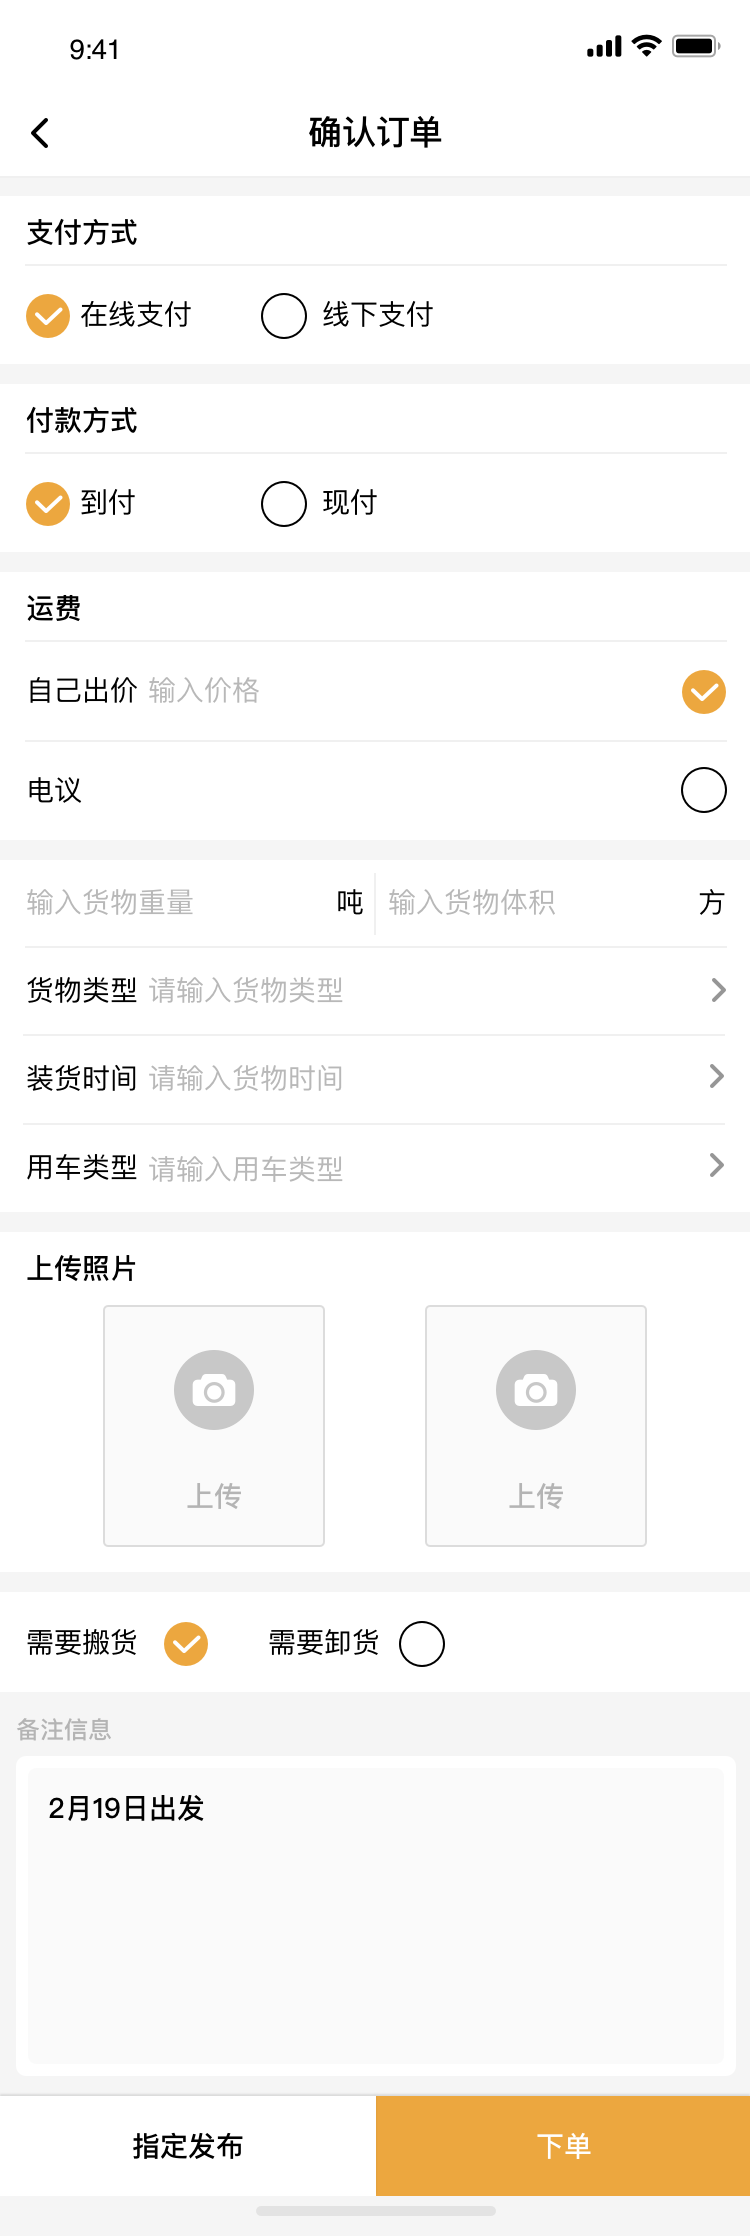 9:41
确认订单
支付方式
在线支付 线下支付
付款方式
到付 现付
运费
自己出价 输入价格
电议
输入货物重量 吨 输入货物体积 方
货物类型 请输入货物类型
装货时间 请输入货物时间
用车类型 请输入用车类型
上传照片
上传 上传
需要搬货 需要卸货
备注信息
2月19日出发
指定发布 下单